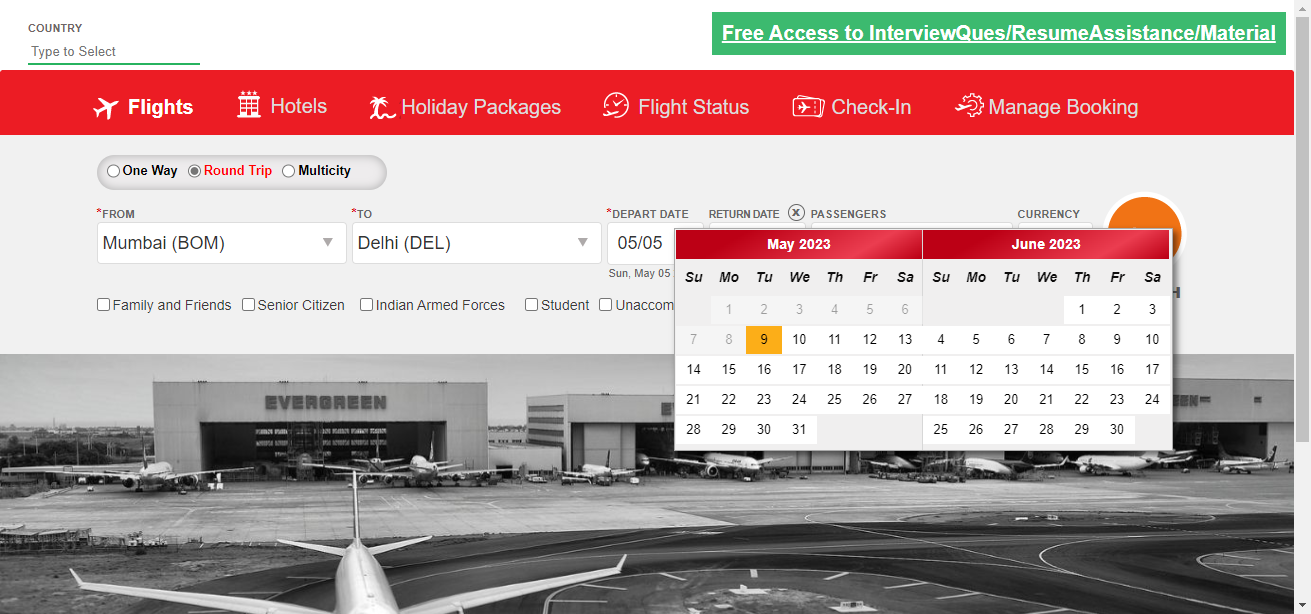 COUNTRY
Type to Select
Free Access to InterviewQues/ResumeAssistance/Material
Flights
Hotels
Holiday Packages
Flight Status
Check-In
Manage Booking
One Way
Round Trip
Multicity
*FROM
*TO
*DEPART DATE
RETURN DATE
PASSENGERS
CURRENCY
Mumbai (BOM)
Delhi (DEL)
05/05
Sun, May 05
Family and Friends
Senior Citizen
Indian Armed Forces
Student
Unaccom
May 2023
Su Mo Tu We Th Fr Sa
1 2 3 4 5 6
7 8 9 10 11 12 13
14 15 16 17 18 19 20
21 22 23 24 25 26 27
28 29 30 31
June 2023
Su Mo Tu We Th Fr Sa
1 2 3
4 5 6 7 8 9 10
11 12 13 14 15 16 17
18 19 20 21 22 23 24
25 26 27 28 29 30
EVERGREEN